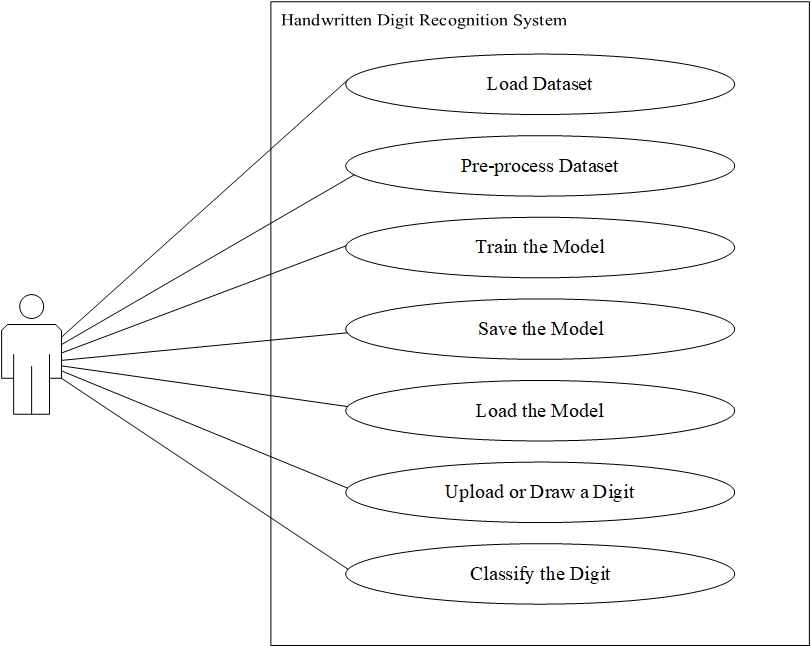 Handwritten Digit Recognition System
Load Dataset
Pre-process Dataset
Train the Model
Save the Model
Load the Model
Upload or Draw a Digit
Classify the Digit